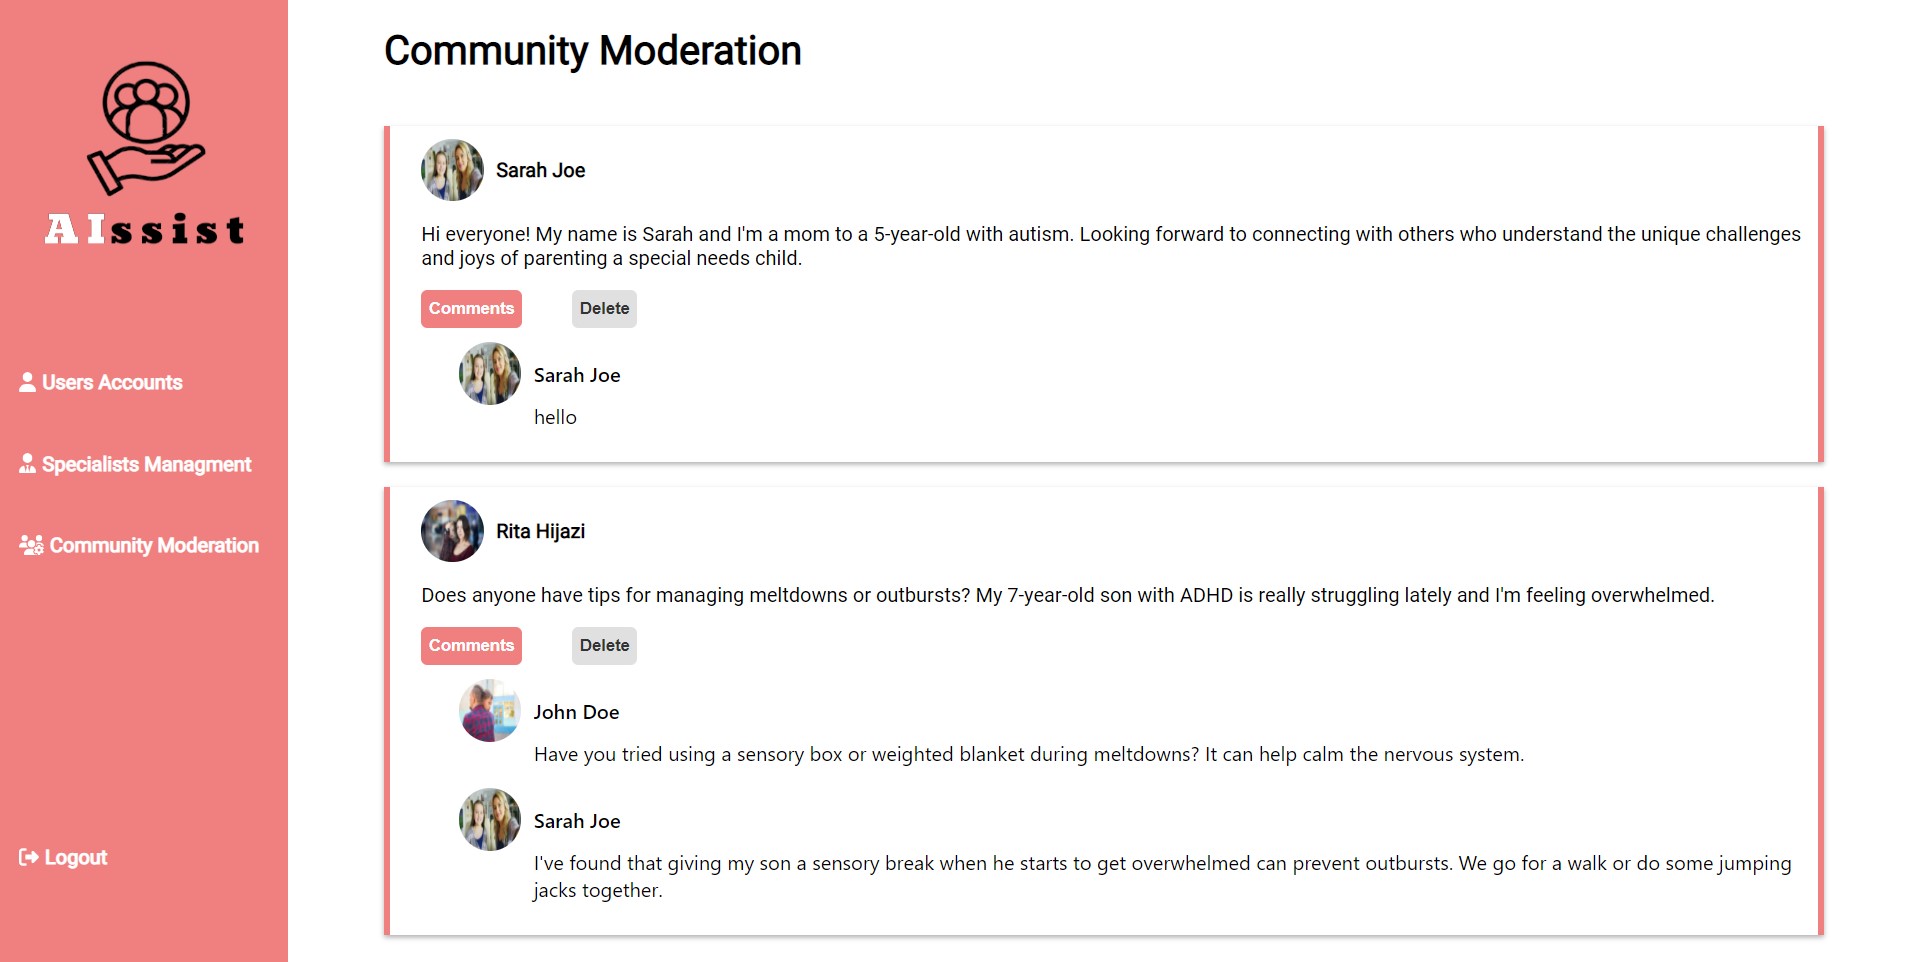 AIssist
Users Accounts
Specialists Managment
Community Moderation
Logout
Community Moderation
Sarah Joe
Hi everyone! My name is Sarah and I'm a mom to a 5-year-old with autism. Looking forward to connecting with others who understand the unique challenges
and joys of parenting a special needs child.
Comments Delete
Sarah Joe
hello
Rita Hijazi
Does anyone have tips for managing meltdowns or outbursts? My 7-year-old son with ADHD is really struggling lately and I'm feeling overwhelmed.
Comments Delete
John Doe
Have you tried using a sensory box or weighted blanket during meltdowns? It can help calm the nervous system.
Sarah Joe
I've found that giving my son a sensory break when he starts to get overwhelmed can prevent outbursts. We go for a walk or do some jumping
jacks together.